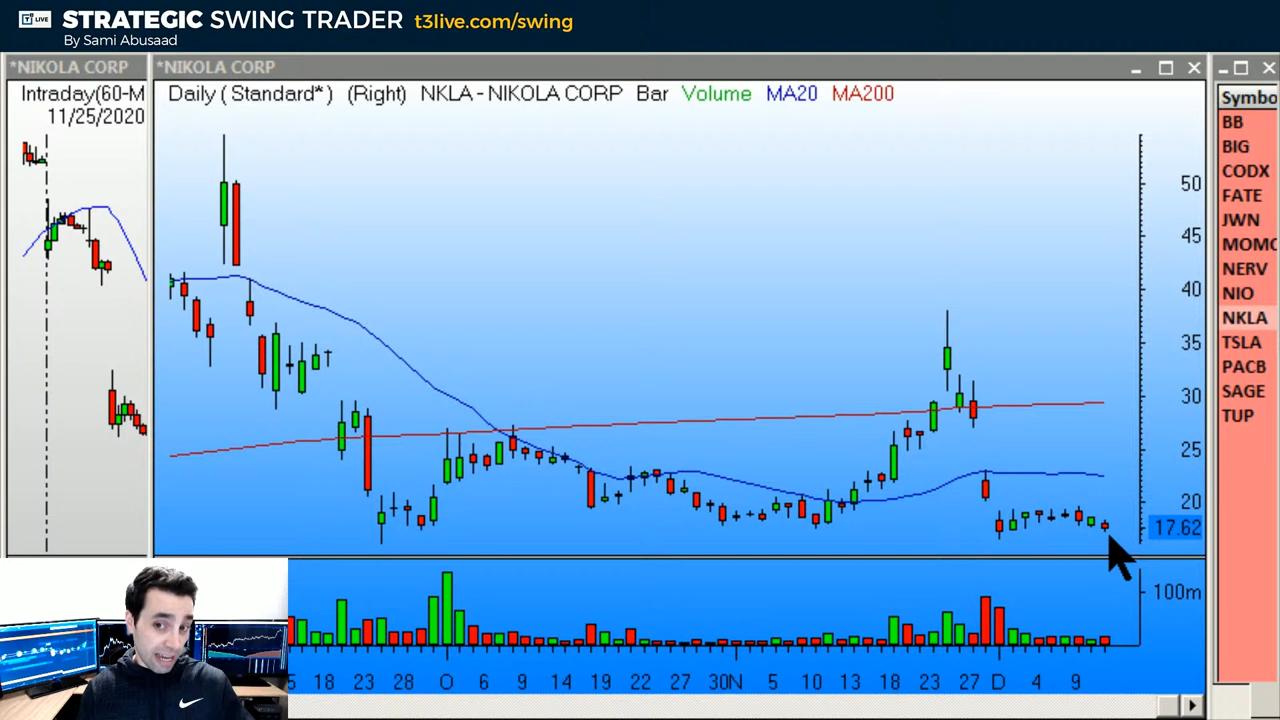 LIVE STRATEGIC SWING TRADER t3live.com/swing
By Sami Abusaad
*NIKOLA CORP
*NIKOLA CORP
Intraday(60-M
11/25/2020
Daily ( Standard* ) (Right) NKLA - NIKOLA CORP Bar Volume MA20 MA200
50
45
40
35
30
25
20
17.62
100m
5 18 23 28 O 6 9 14 19 22 27 30N 5 10 13 18 23 27 D 4 9
Symbo
BB
BIG
CODX
FATE
JWN
MOMO
NERV
NIO
NKLA
TSLA
PACB
SAGE
TUP